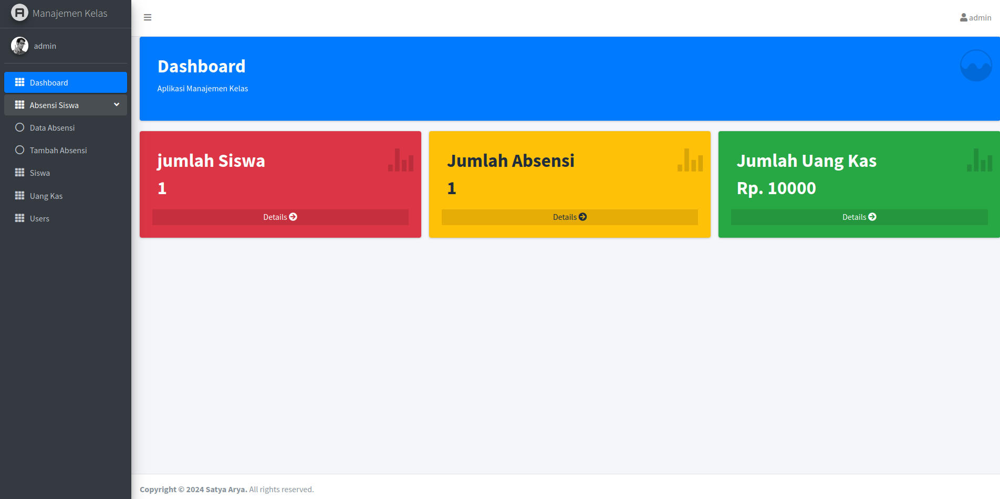 Manajemen Kelas
admin
Dashboard
Absensi Siswa
Data Absensi
Tambah Absensi
Siswa
Uang Kas
Users
admin
Dashboard
Aplikasi Manajemen Kelas
jumlah Siswa
1
Details
Jumlah Absensi
1
Details
Jumlah Uang Kas
Rp. 10000
Details
Copyright © 2024 Satya Arya. All rights reserved.